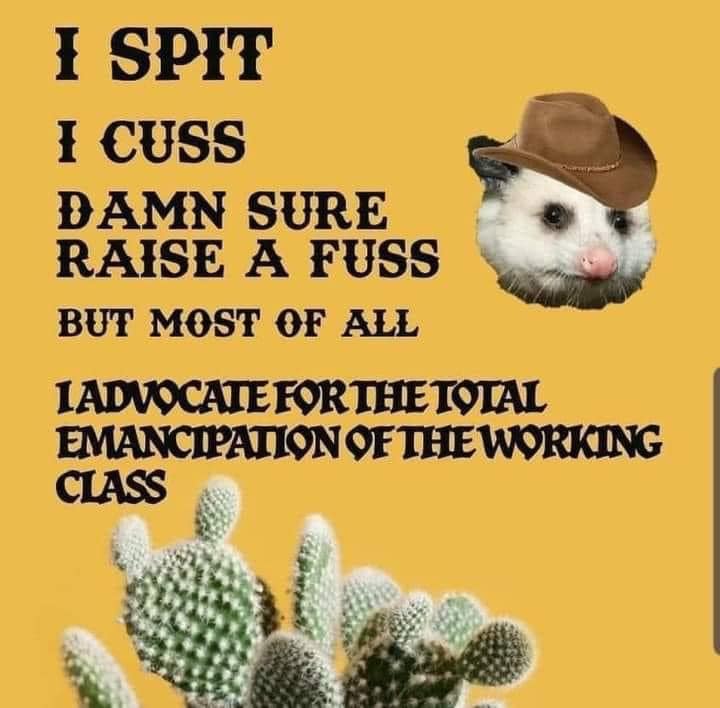 I SPIT
I CUSS
DAMN SURE
RAISE A FUSS
BUT MOST OF ALL
I ADVOCATE FOR THE TOTAL
EMANCIPATION OF THE WORKING
CLASS